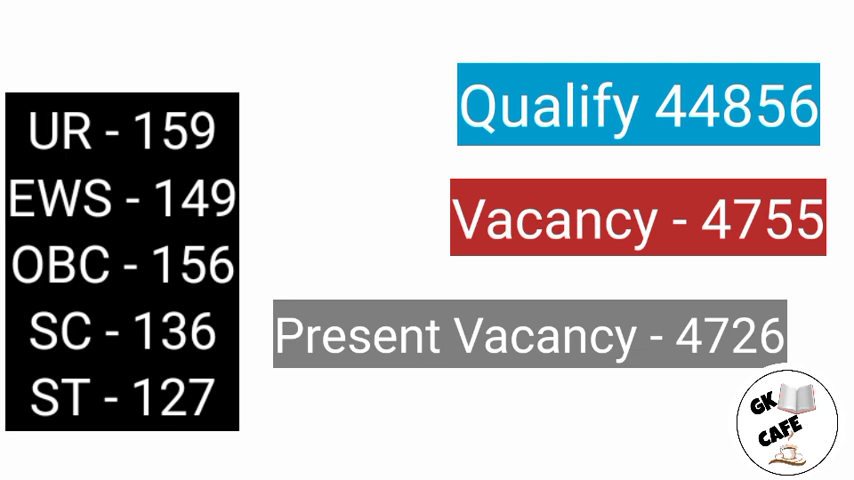 UR - 159
EWS - 149
OBC - 156
SC - 136
ST - 127
Qualify 44856
Vacancy - 4755
Present Vacancy - 4726
GK
CAFE